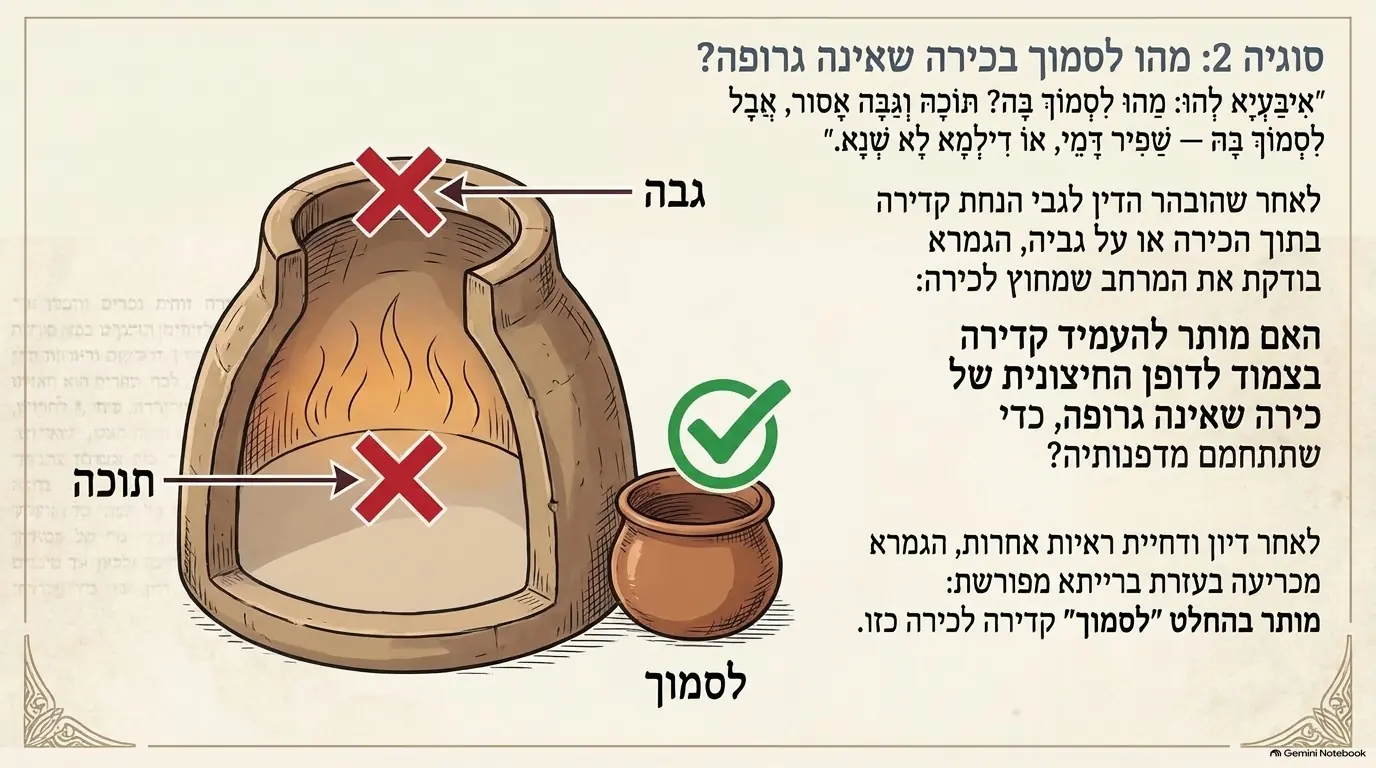 סוגיה 2: מהו לסמוך בכירה שאינה גרופה?
"אִיבַּעְיָא לְהוּ: מַהוּ לִסְמוֹךְ בָּה? תּוֹכָהּ וְגַבָּהּ אָסור, אֲבָל
לִסְמוֹךְ בָּהּ — שַׁפִּיר דָּמֵי, אוֹ דִילְמָא לָא שְׁנָא."
לאחר שהובהר הדין לגבי הנחת קדירה
בתוך הכירה או על גביה, הגמרא
בודקת את המרחב שמחוץ לכירה:
האם מותר להעמיד קדירה
בצמוד לדופן החיצונית של
כירה שאינה גרופה, כדי
שתתחמם מדפנותיה?
לאחר דיון ודחיית ראיות אחרות, הגמרא
מכריעה בעזרת ברייתא מפורשת:
מותר בהחלט "לסמוך" קדירה לכירה כזו.
גבה
תוכה
לסמוך
Gemini Notebook